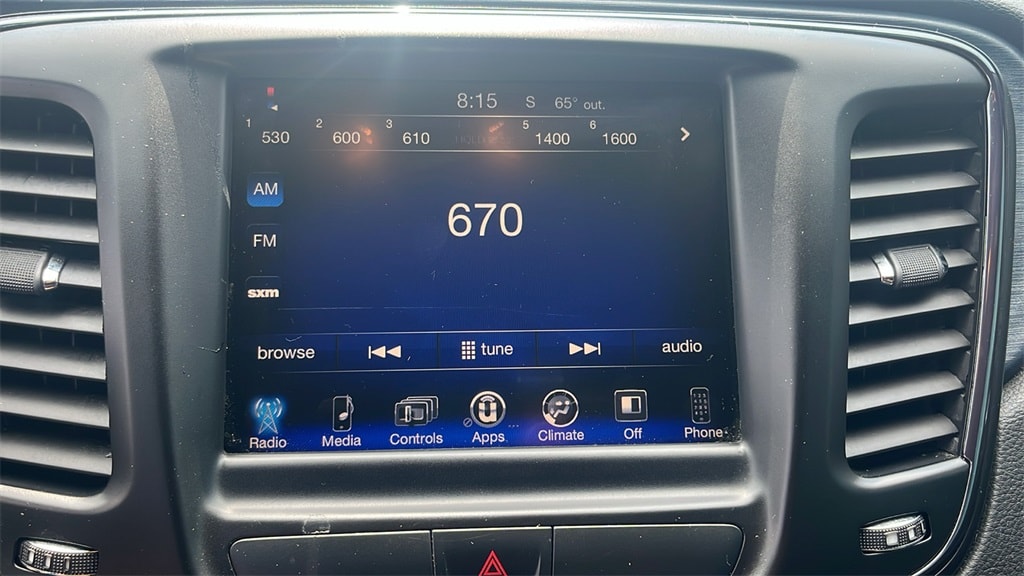 8:15 S 65° out.
1 530 2 600 3 610 5 1400 6 1600
AM
670
FM
sxm
browse tune audio
Radio Media Controls Apps Climate Off Phone